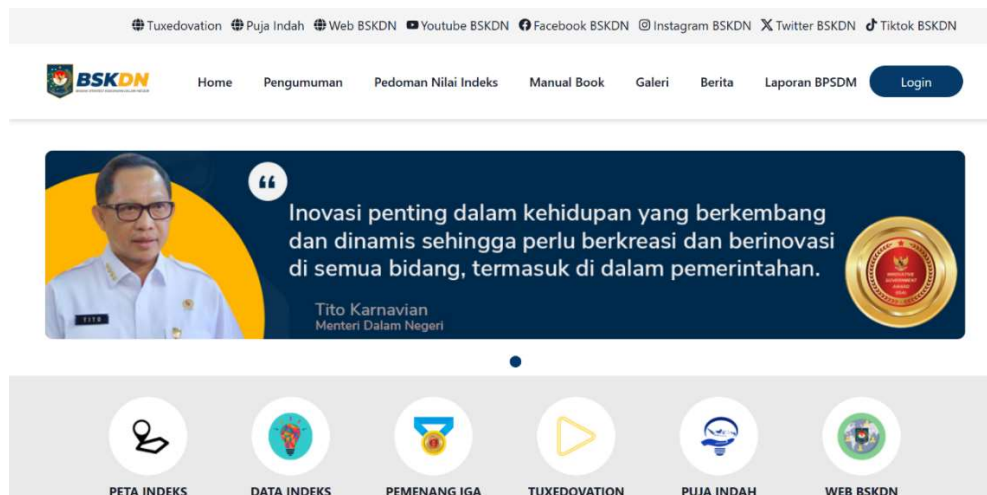 Tuxedovation Puja Indah Web BSKDN Youtube BSKDN Facebook BSKDN Instagram BSKDN Twitter BSKDN Tiktok BSKDN
BSKDN
Home Pengumuman Pedoman Nilai Indeks Manual Book Galeri Berita Laporan BPSDM Login
Inovasi penting dalam kehidupan yang berkembang
dan dinamis sehingga perlu berkreasi dan berinovasi
di semua bidang, termasuk di dalam pemerintahan.
Tito Karnavian
Menteri Dalam Negeri
TITO
PETA INDEKS DATA INDEKS PEMENANG IGA TUXEDOVATION PUJA INDAH WEB BSKDN